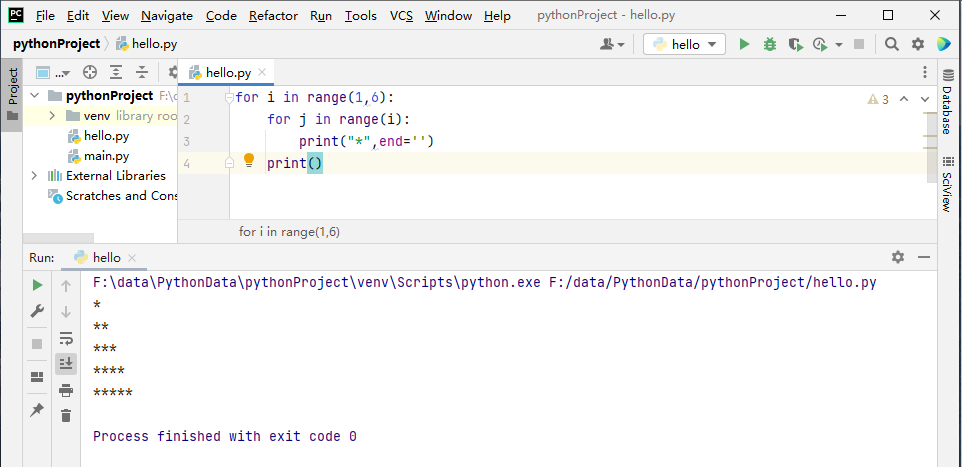 PC File Edit View Navigate Code Refactor Run Tools VCS Window Help pythonProject - hello.py
pythonProject hello.py hello
Project
... hello.py
pythonProject F:\d
venv library roo
hello.py
main.py
External Libraries
Scratches and Cons
1 for i in range(1,6):
2 for j in range(i):
3 print("*",end='')
4 print()
3
for i in range(1,6)
Database
SciView
Run: hello
F:\data\PythonData\pythonProject\venv\Scripts\python.exe F:/data/PythonData/pythonProject/hello.py
*
**
***
****
*****
Process finished with exit code 0